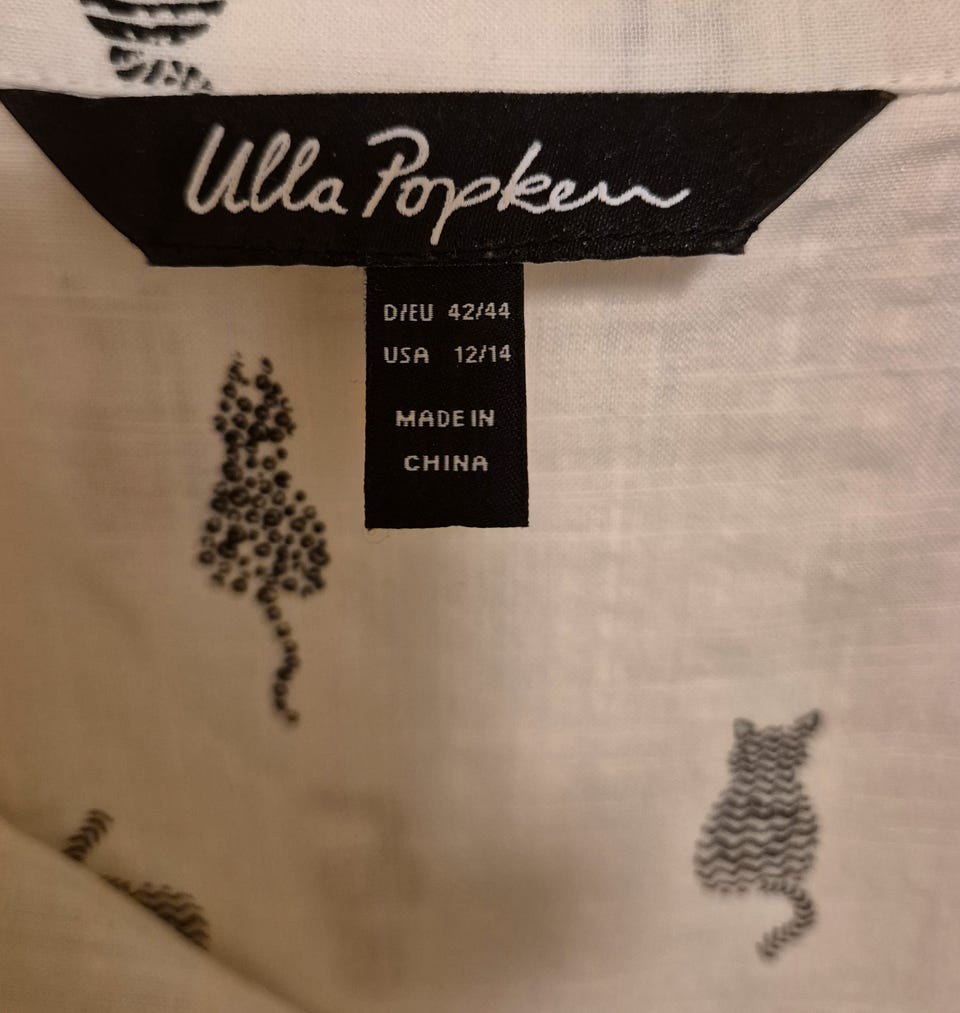 Ulla Popken
D/EU 42/44
USA 12/14
MADE IN
CHINA